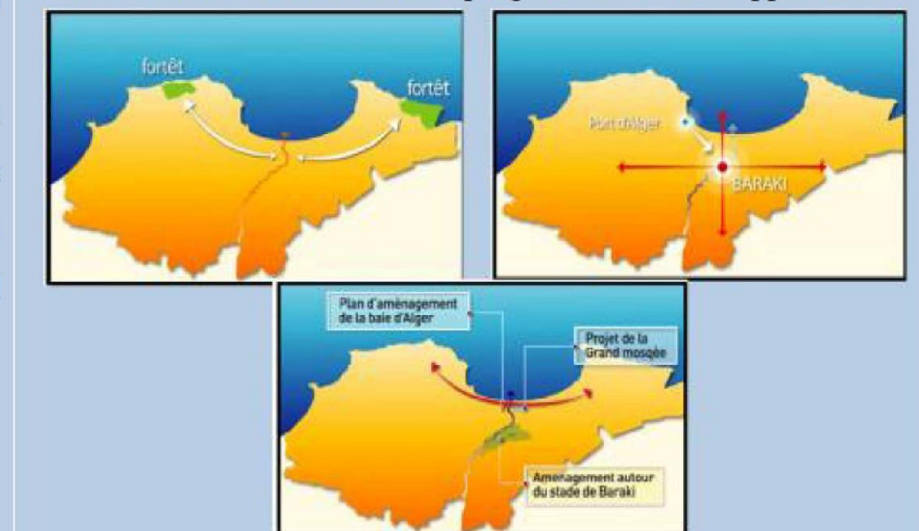 fortêt
fortêt
Port d'Alger
BARAKI
Plan d'aménagement
de la baie d'Alger
Projet de la
Grand mosqée
Amenagement autour
du stade de Baraki